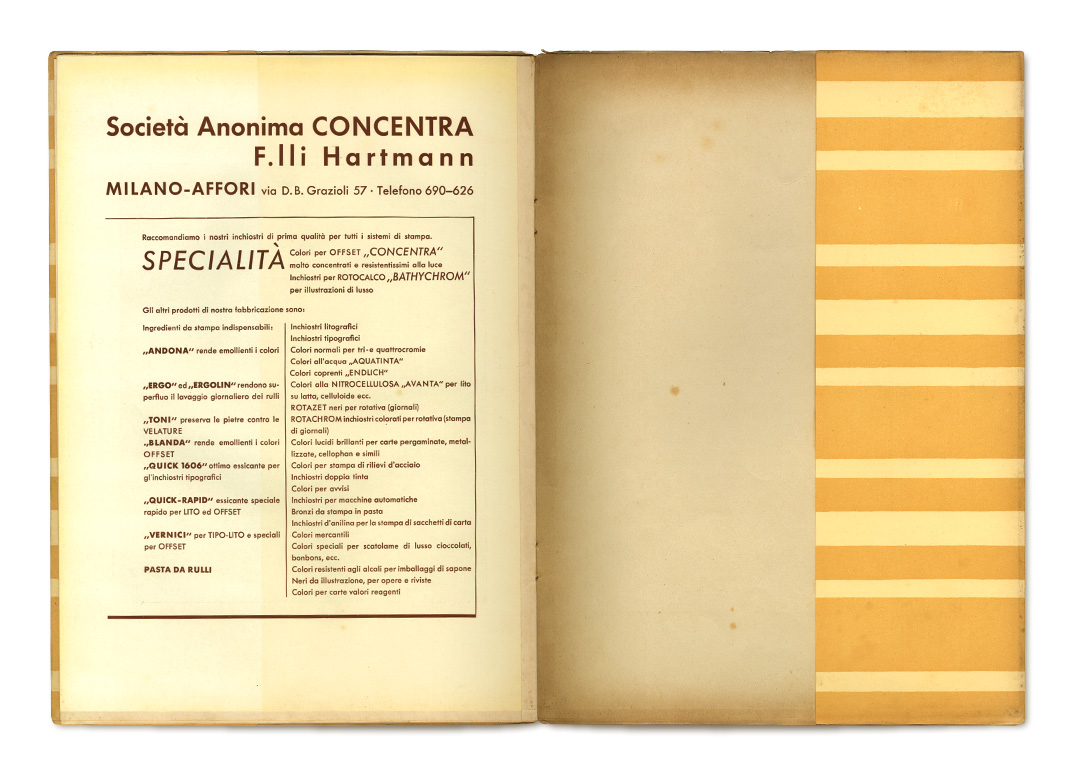 Società Anonima CONCENTRA
F.lli Hartmann
MILANO-AFFORI via D.B. Grazioli 57 · Telefono 690–626
Raccomandiamo i nostri inchiostri di prima qualità per tutti i sistemi di stampa.
SPECIALITÀ
Colori per OFFSET „CONCENTRA“
molto concentrati e resistentissimi alla luce
Inchiostri per ROTOCALCO „BATHYCHROM“
per illustrazioni di lusso
Gli altri prodotti di nostra fabbricazione sono:
Ingredienti da stampa indispensabili:
„ANDONA“ rende emollienti i colori
„ERGO“ ed „ERGOLIN“ rendono su-
perfluo il lavaggio giornaliero dei rulli
„TONI“ preserva le pietre contro le
VELATURE
„BLANDA“ rende emollienti i colori
OFFSET
„QUICK 1606“ ottimo essicante per
gl'inchiostri tipografici
„QUICK-RAPID“ essicante speciale
rapido per LITO ed OFFSET
„VERNICI“ per TIPO-LITO e speciali
per OFFSET
PASTA DA RULLI
Inchiostri litografici
Inchiostri tipografici
Colori normali per tri- e quattrocromie
Colori all'acqua „AQUATINTA“
Colori coprenti „ENDLICH“
Colori alla NITROCELLULOSA „AVANTA“ per lito
su latta, celluloide ecc.
ROTAZET neri per rotativa (giornali)
ROTACHROM inchiostri colorati per rotativa (stampa
di giornali)
Colori lucidi brillanti per carte pergaminate, metal-
lizzate, cellophan e simili
Colori per stampa di rilievi d'acciaio
Inchiostri doppia tinta
Colori per avvisi
Inchiostri per macchine automatiche
Bronzi da stampa in pasta
Inchiostri d'anilina per la stampa di sacchetti di carta
Colori mercantili
Colori speciali per scatolame di lusso cioccolati,
bonbons, ecc.
Colori resistenti agli alcali per imballaggi di sapone
Neri da illustrazione, per opere e riviste
Colori per carte valori reagenti